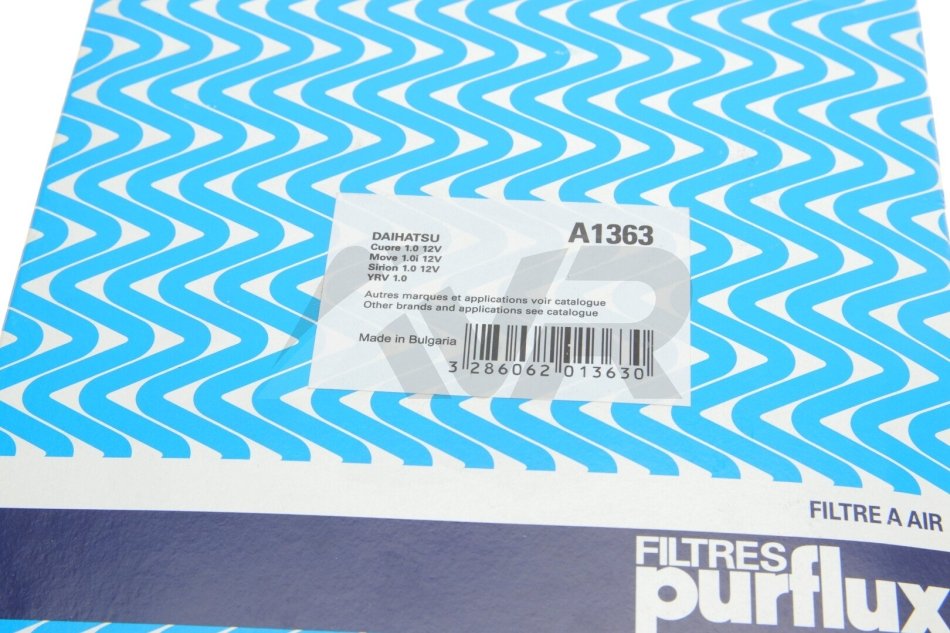 DAIHATSU
Cuore 1.0 12V
Move 1.0i 12V
Sirion 1.0 12V
YRV 1.0
A1363
Autres marques et applications voir catalogue
Other brands and applications see catalogue
Made in Bulgaria
3 286062 013630
AVR
FILTRE A AIR
FILTRES
purflux